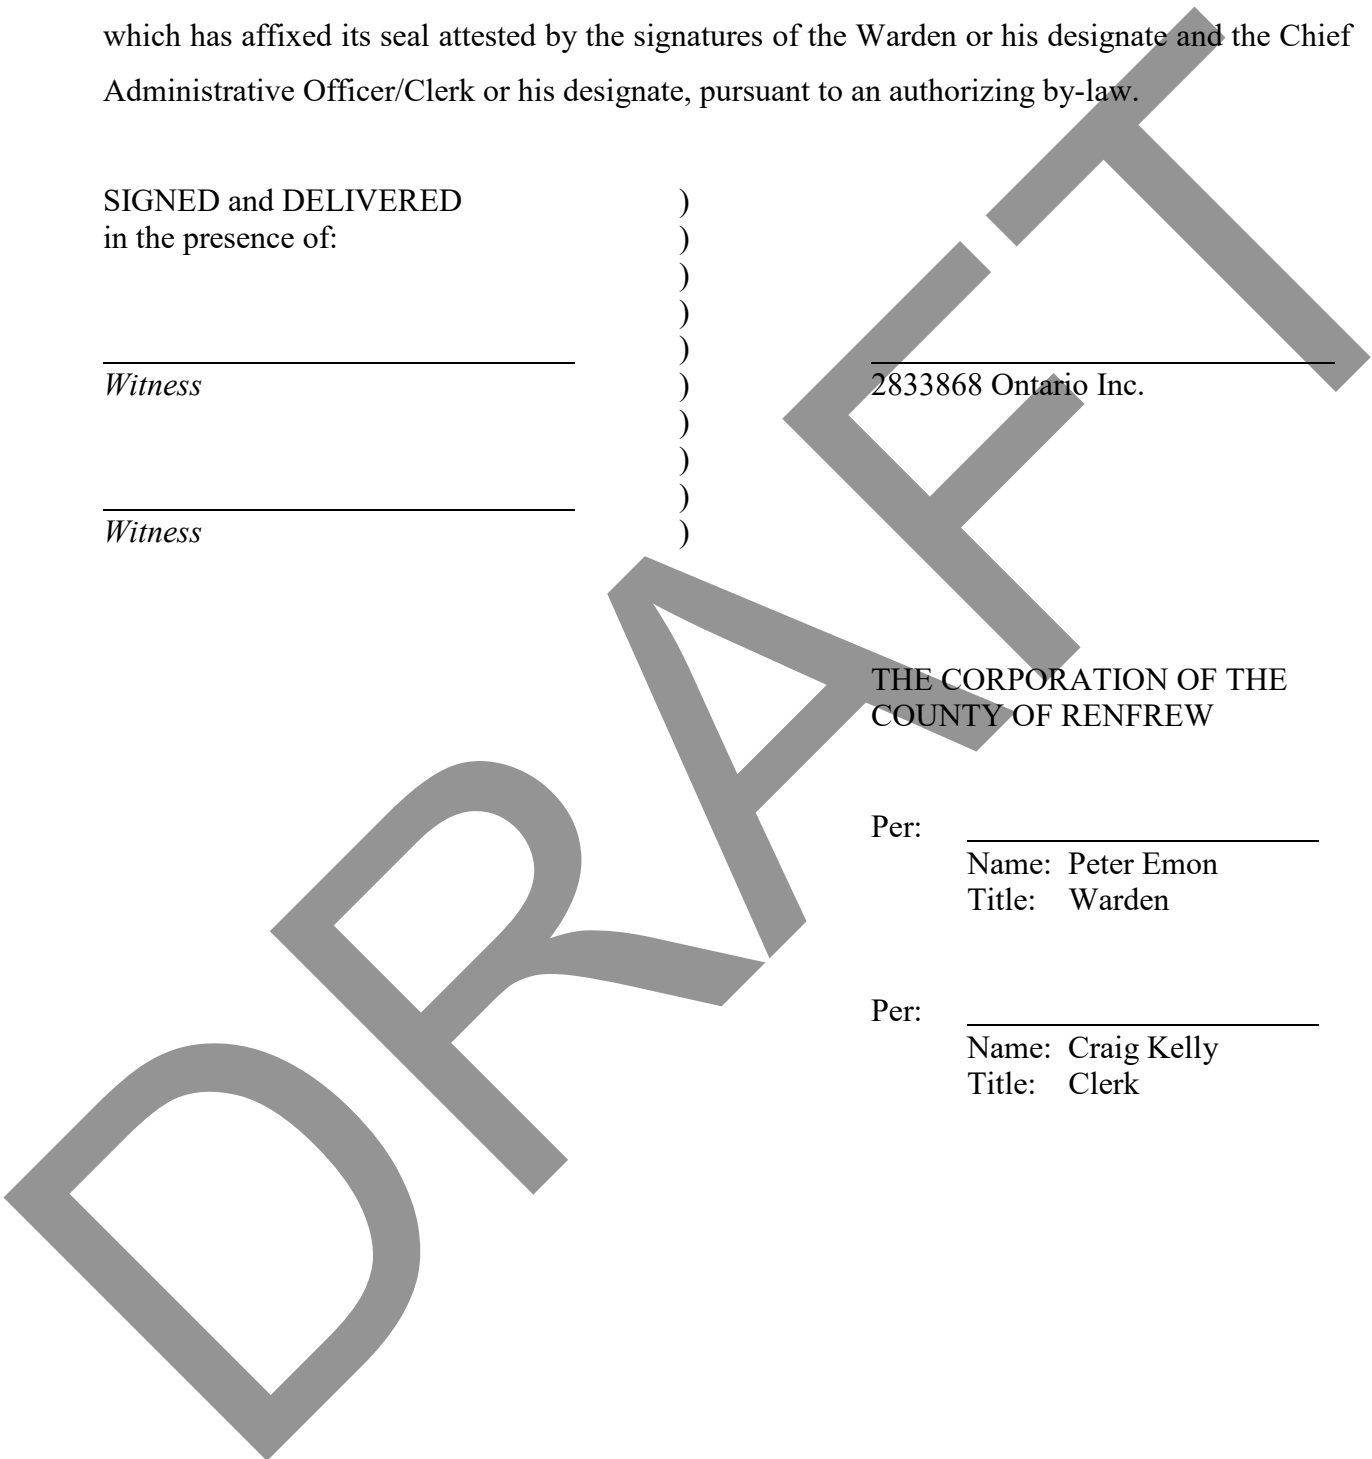 which has affixed its seal attested by the signatures of the Warden or his designate and the Chief
Administrative Officer/Clerk or his designate, pursuant to an authorizing by-law.
SIGNED and DELIVERED )
in the presence of: )
)
)
)
Witness ) 2833868 Ontario Inc.
)
)
)
Witness )
THE CORPORATION OF THE
COUNTY OF RENFREW
Per:
Name: Peter Emon
Title: Warden
Per:
Name: Craig Kelly
Title: Clerk
DRAFT